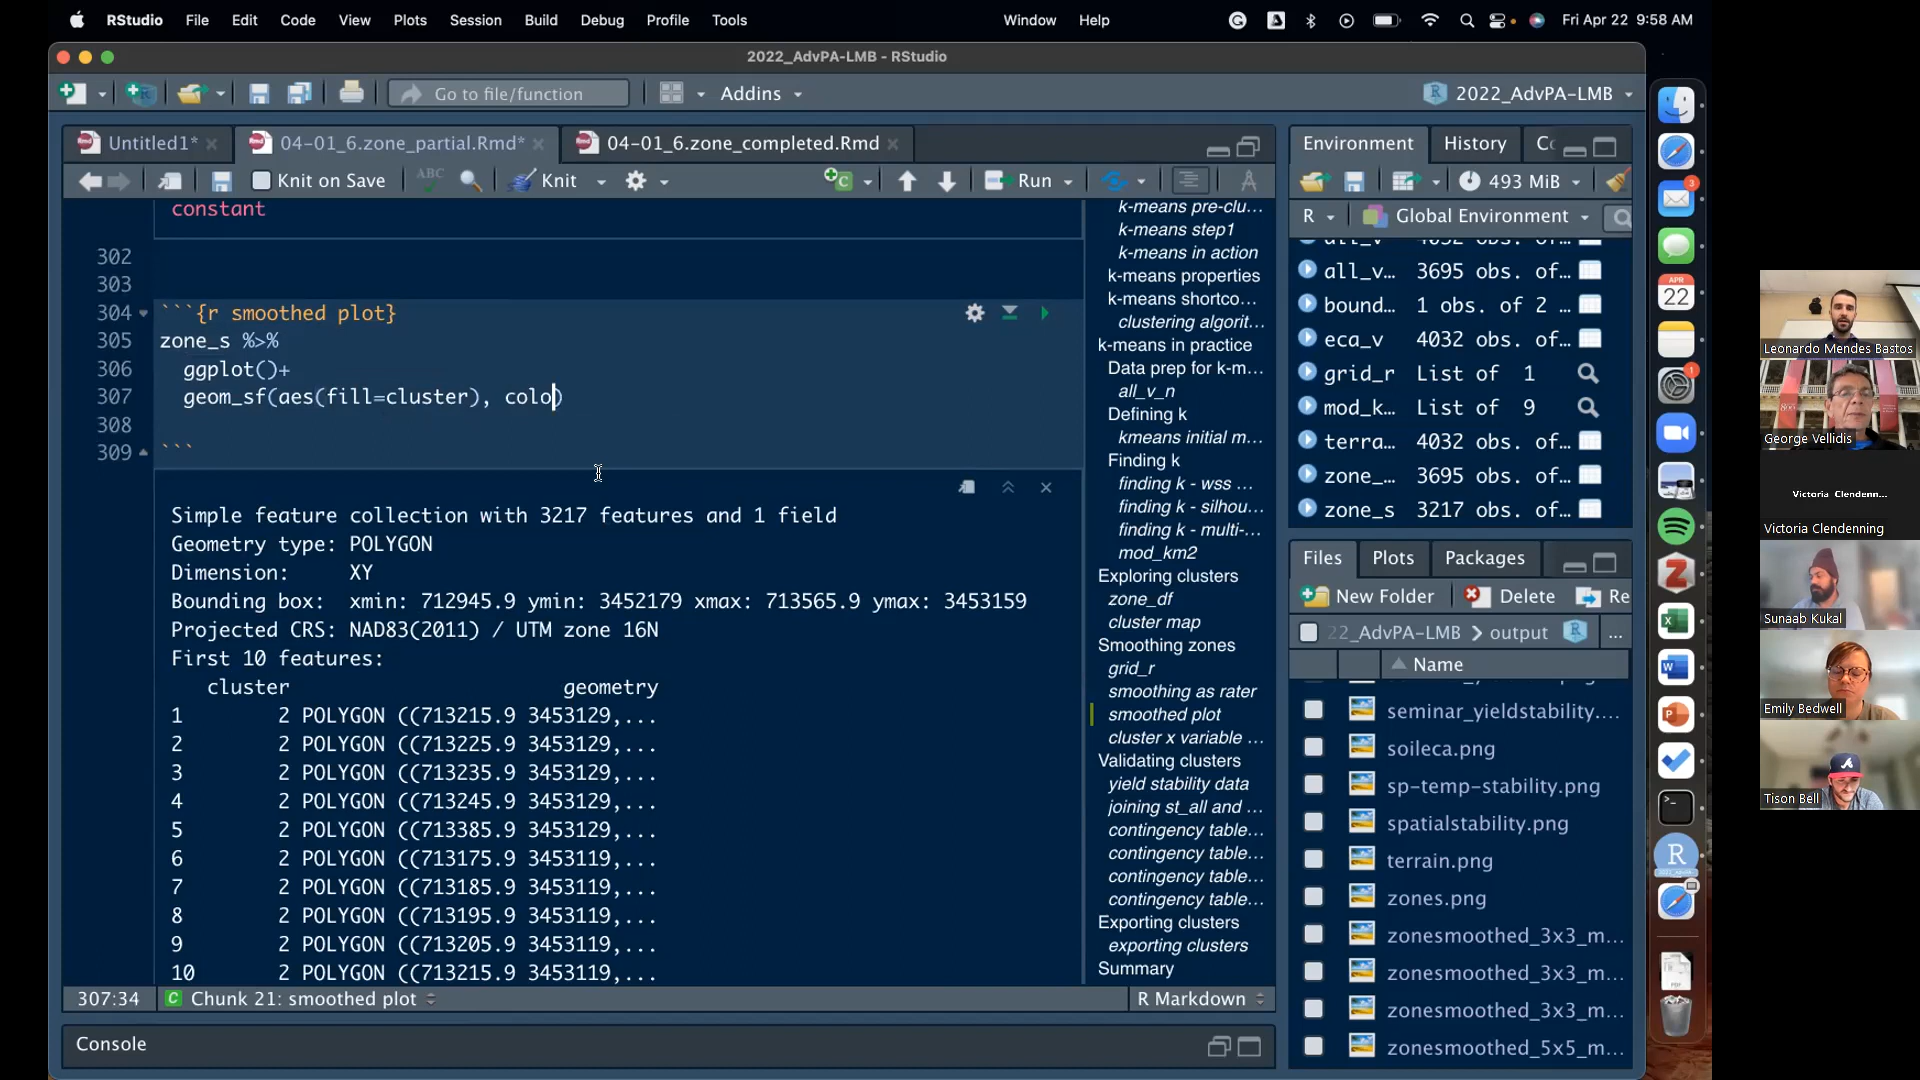 RStudio File Edit Code View Plots Session Build Debug Profile Tools Window Help Fri Apr 22 9:58 AM
2022_AdvPA-LMB - RStudio
Go to file/function Addins 2022_AdvPA-LMB
Untitled1* 04-01_6.zone_partial.Rmd* 04-01_6.zone_completed.Rmd
Knit on Save ABC Knit Run
constant
302
303
304 ```{r smoothed plot}
305 zone_s %>%
306 ggplot()+
307 geom_sf(aes(fill=cluster), colo)
308
309 ```
Simple feature collection with 3217 features and 1 field
Geometry type: POLYGON
Dimension: XY
Bounding box: xmin: 712945.9 ymin: 3452179 xmax: 713565.9 ymax: 3453159
Projected CRS: NAD83(2011) / UTM zone 16N
First 10 features:
cluster geometry
1 2 POLYGON ((713215.9 3453129,...
2 2 POLYGON ((713225.9 3453129,...
3 2 POLYGON ((713235.9 3453129,...
4 2 POLYGON ((713245.9 3453129,...
5 2 POLYGON ((713385.9 3453129,...
6 2 POLYGON ((713175.9 3453119,...
7 2 POLYGON ((713185.9 3453119,...
8 2 POLYGON ((713195.9 3453119,...
9 2 POLYGON ((713205.9 3453119,...
10 2 POLYGON ((713215.9 3453119,...
307:34 Chunk 21: smoothed plot R Markdown
Console
k-means pre-clu...
k-means step1
k-means in action
k-means properties
k-means shortco...
clustering algorit...
k-means in practice
Data prep for k-m...
all_v_n
Defining k
kmeans initial m...
Finding k
finding k - wss ...
finding k - silhou...
finding k - multi-...
mod_km2
Exploring clusters
zone_df
cluster map
Smoothing zones
grid_r
smoothing as rater
smoothed plot
cluster x variable ...
Validating clusters
yield stability data
joining st_all and ...
contingency table...
contingency table...
contingency table...
contingency table...
Exporting clusters
exporting clusters
Summary
Environment History Cc
493 MiB
R Global Environment
all_v 4032 obs. of...
all_v... 3695 obs. of...
bound... 1 obs. of 2 ...
eca_v 4032 obs. of...
grid_r List of 1
mod_k... List of 9
terra... 4032 obs. of...
zone_... 3695 obs. of...
zone_s 3217 obs. of...
Files Plots Packages
New Folder Delete Re
22_AdvPA-LMB output ...
Name
seminar_yieldstability....
soileca.png
sp-temp-stability.png
spatialstability.png
terrain.png
zones.png
zonesmoothed_3x3_m...
zonesmoothed_3x3_m...
zonesmoothed_3x3_m...
zonesmoothed_5x5_m...
3
APR
22
1
Leonardo Mendes Bastos
George Vellidis
Victoria Clendenn...
Victoria Clendenning
Sunaab Kukal
Emily Bedwell
Tison Bell